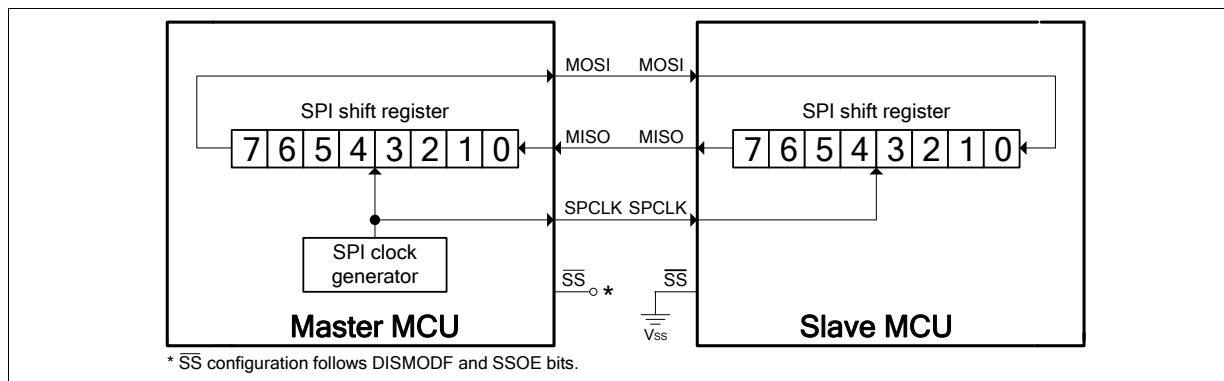 MOSI MOSI
SPI shift register SPI shift register
7 6 5 4 3 2 1 0 MISO MISO 7 6 5 4 3 2 1 0
SPCLK SPCLK
SPI clock
generator
SS * SS
Master MCU Vss Slave MCU
* SS configuration follows DISMODF and SSOE bits.